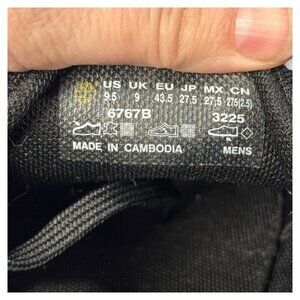 US UK EU JP MX CN
9.5 9 43.5 27.5 27.5 275(2.5)
6767B 3225
MADE IN CAMBODIA MENS